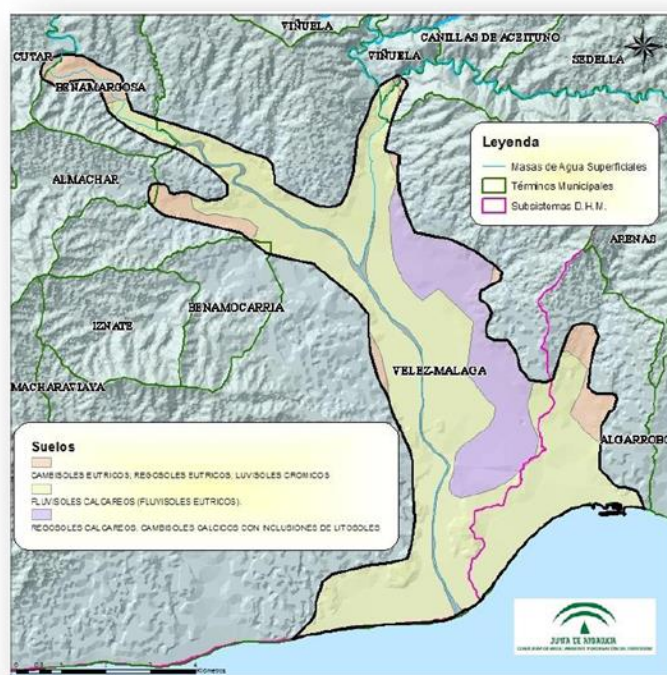 VIÑUELA
CANILLAS DE ACEITUNO
CUTAR
VIÑUELA
SEDELLA
BENAMARGOSA
Leyenda
Masas de Agua Superficiales
Términos Municipales
Subsistemas D.H.M.
ALMACHAR
ARENAS
BENAMOCARRIA
IZNATE
MACHARAVIAYA
VELEZ-MALAGA
ALGARROBO
Suelos
CAMBISOLES EUTRICOS, REGOSOLES EUTRICOS, LUVISOLES CROMICOS
FLUVISOLES CALCAREOS (FLUVISOLES EUTRICOS).
REGOSOLES CALCAREOS, CAMBISOLES CALCICOS CON INCLUSIONES DE LITOSOLES
JUNTA DE ANDALUCIA
Kilómetros